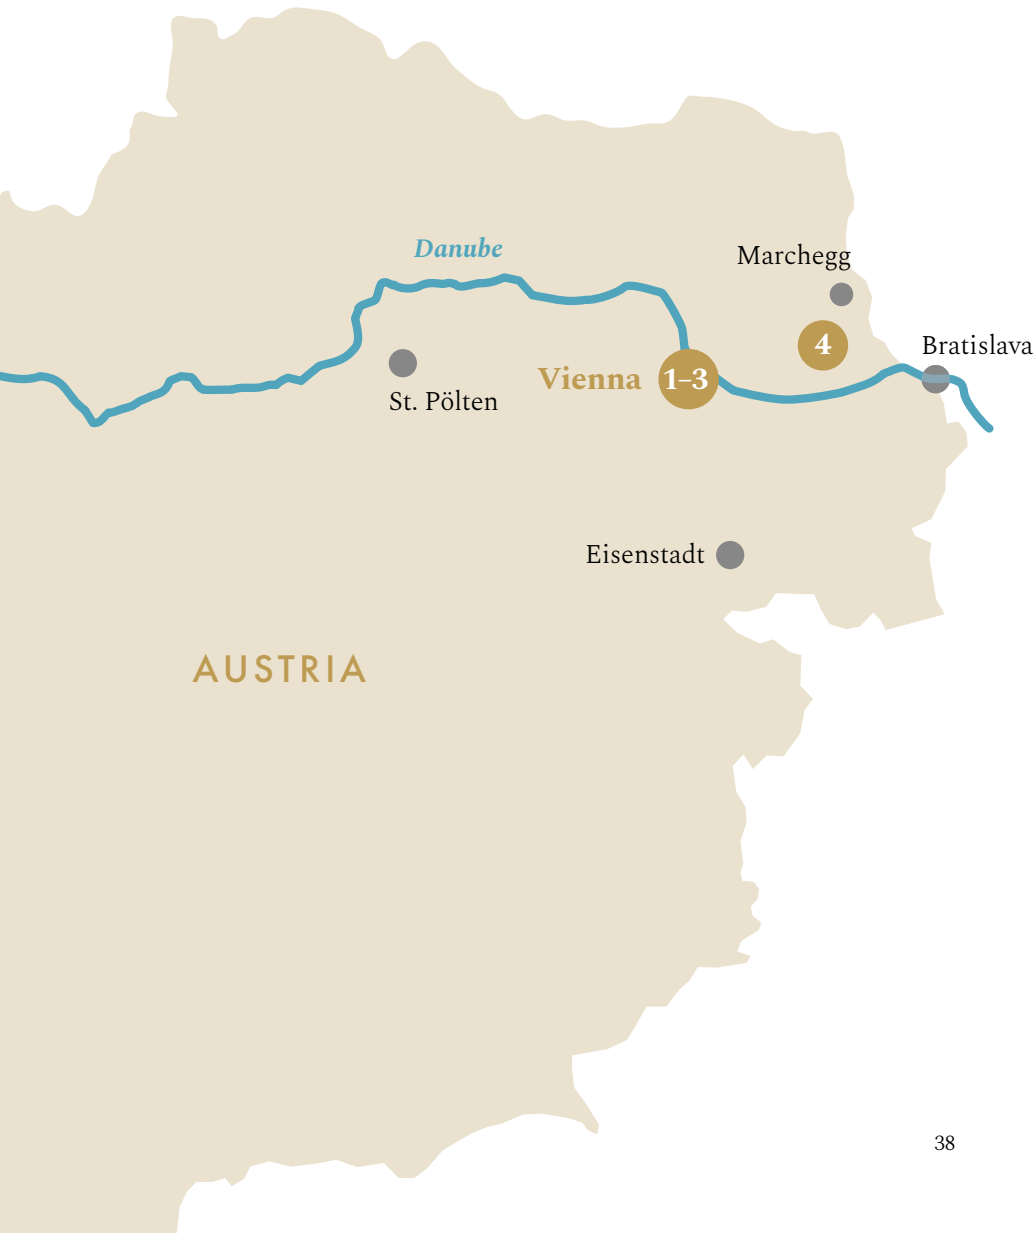 Danube
Marchegg
4
Bratislava
Vienna
1–3
St. Pölten
Eisenstadt
AUSTRIA
38